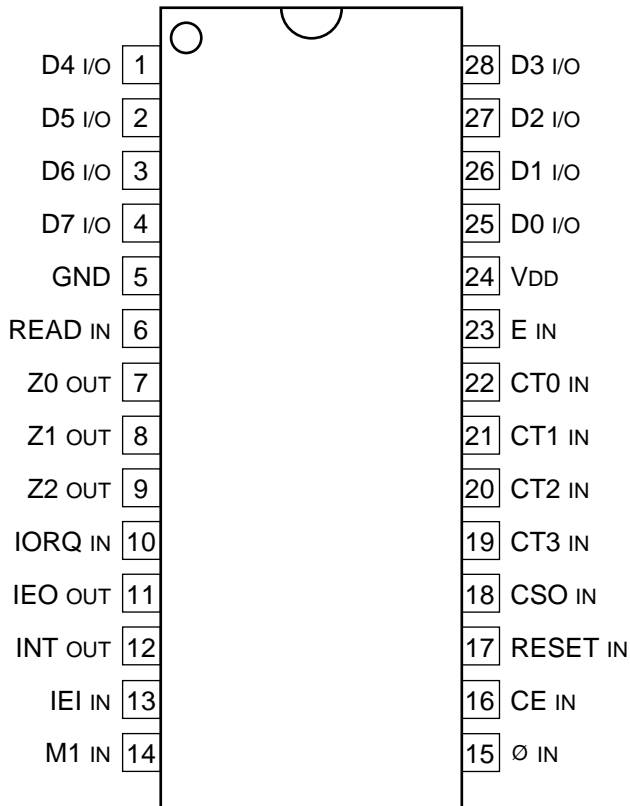 D4 I/O 1 28 D3 I/O
D5 I/O 2 27 D2 I/O
D6 I/O 3 26 D1 I/O
D7 I/O 4 25 D0 I/O
GND 5 24 VDD
READ IN 6 23 E IN
Z0 OUT 7 22 CT0 IN
Z1 OUT 8 21 CT1 IN
Z2 OUT 9 20 CT2 IN
IORQ IN 10 19 CT3 IN
IEO OUT 11 18 CSO IN
INT OUT 12 17 RESET IN
IEI IN 13 16 CE IN
M1 IN 14 15 Ø IN